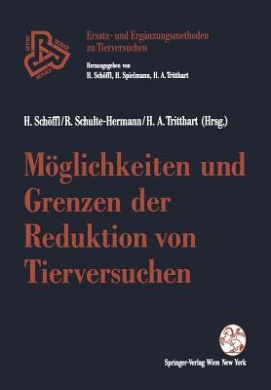 Ersatz- und Ergänzungsmethoden
zu Tierversuchen
Herausgegeben von
H. Schöffl, H. Spielmann, H. A. Tritthart
H. Schöffl/R. Schulte-Hermann/H. A. Tritthart (Hrsg.)
Möglichkeiten und
Grenzen der
Reduktion von
Tierversuchen
Springer-Verlag Wien New York